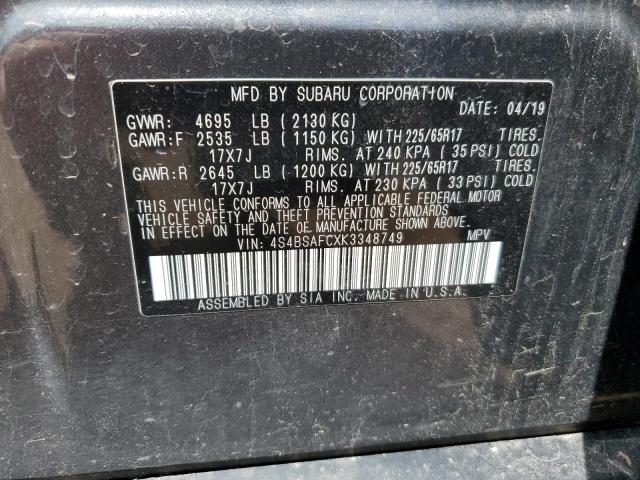 MFD BY SUBARU CORPORATION
DATE: 04/19
GVWR: 4695 LB ( 2130 KG)
GAWR:F 2535 LB ( 1150 KG) WITH 225/65R17 TIRES.
17X7J RIMS. AT 240 KPA ( 35 PSI) COLD
GAWR:R 2645 LB ( 1200 KG) WITH 225/65R17 TIRES.
17X7J RIMS. AT 230 KPA ( 33 PSI) COLD
THIS VEHICLE CONFORMS TO ALL APPLICABLE FEDERAL MOTOR
VEHICLE SAFETY AND THEFT PREVENTION STANDARDS
IN EFFECT ON THE DATE OF MANUFACTURE SHOWN ABOVE.
VIN: 4S4BSAFCXK3348749 MPV
ASSEMBLED BY SIA INC. MADE IN U.S.A.